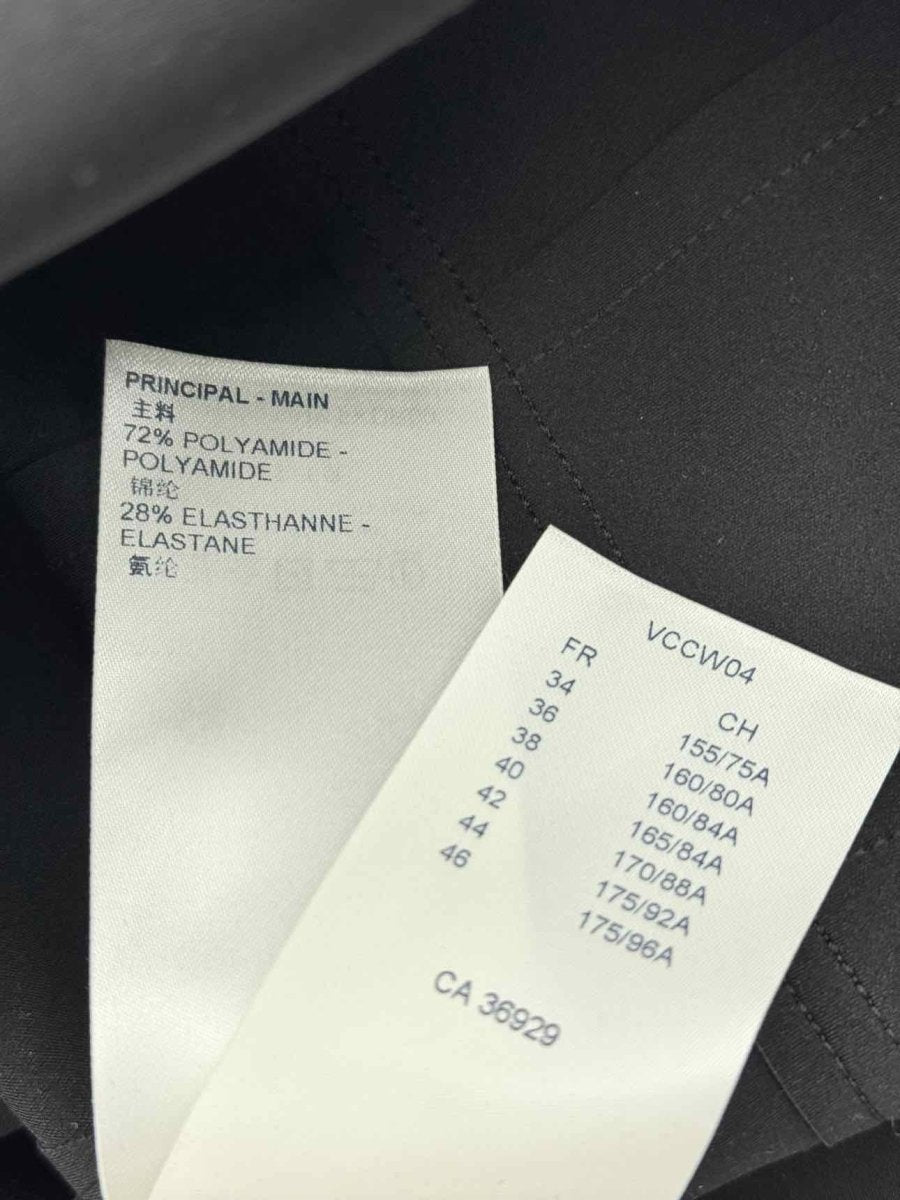 PRINCIPAL - MAIN
主料
72% POLYAMIDE -
POLYAMIDE
锦纶
28% ELASTHANNE -
ELASTANE
氨纶
VCCW04
FR CH
34 155/75A
36 160/80A
38 160/84A
40 165/84A
42 170/88A
44 175/92A
46 175/96A
CA 36929